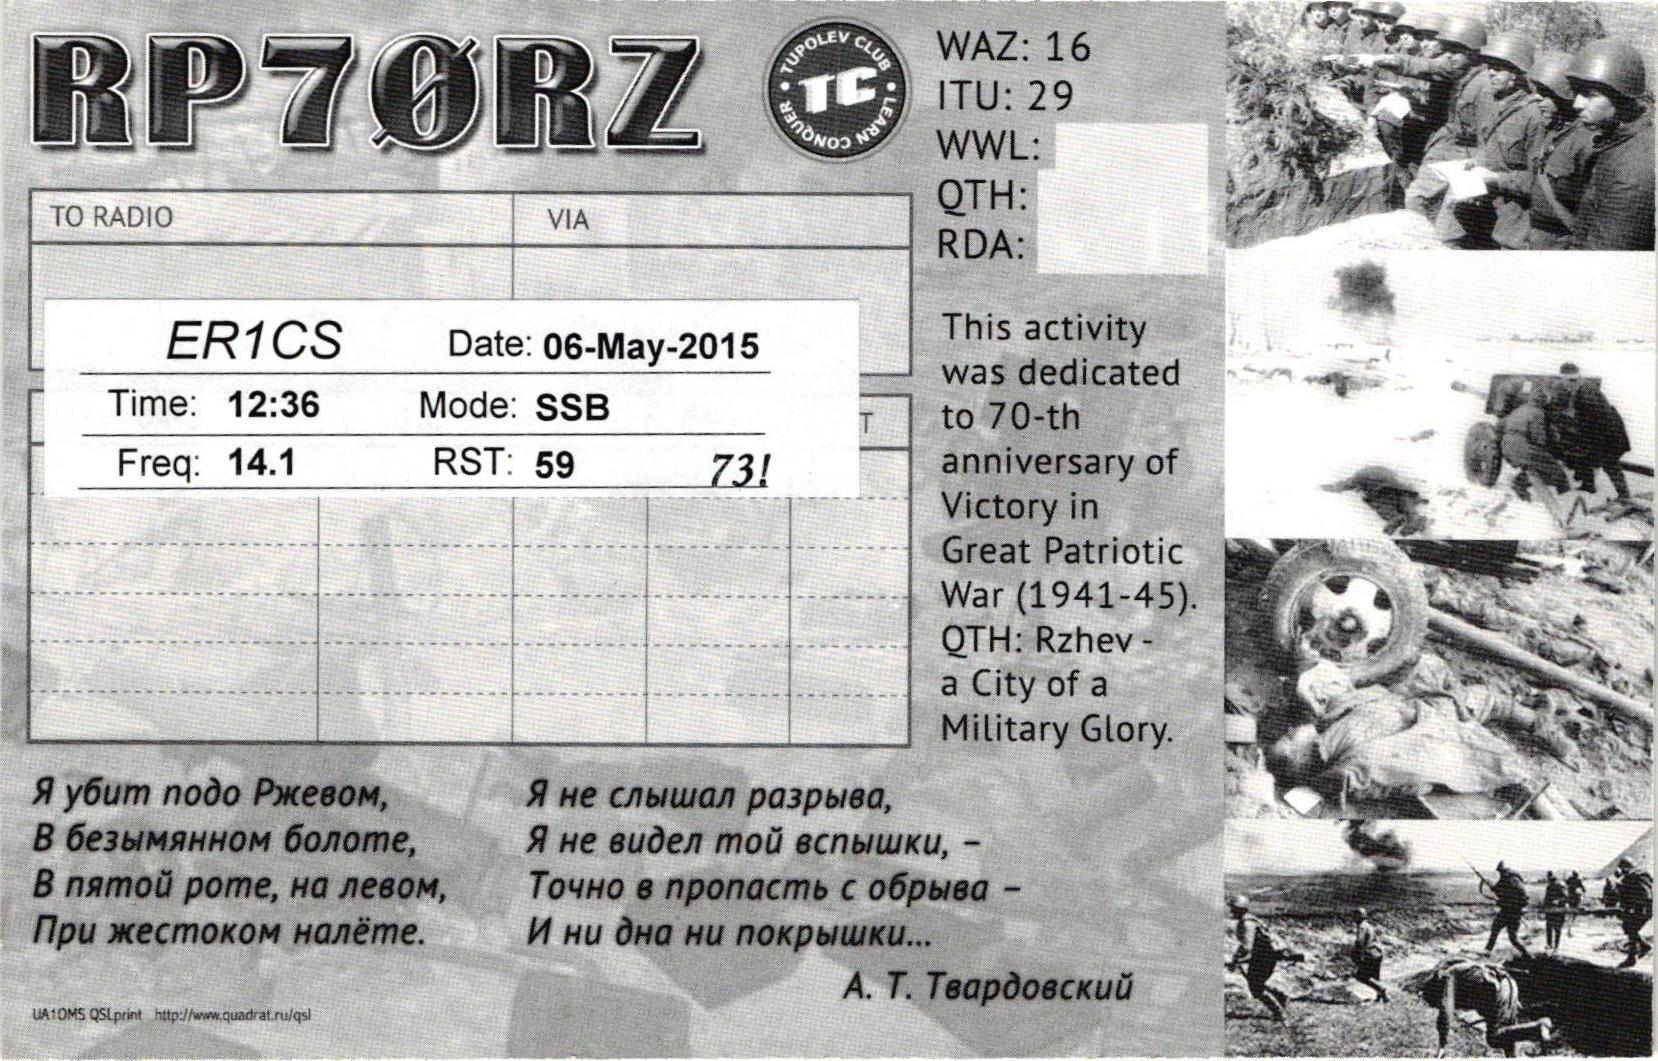 RP70RZ
TUPOLEV CLUB
TC
LEARN CONQUER
WAZ: 16
ITU: 29
WWL:
QTH:
RDA:
TO RADIO VIA
ER1CS Date: 06-May-2015
Time: 12:36 Mode: SSB
Freq: 14.1 RST: 59 73!
T
This activity
was dedicated
to 70-th
anniversary of
Victory in
Great Patriotic
War (1941-45).
QTH: Rzhev -
a City of a
Military Glory.
Я убит подо Ржевом,
В безымянном болоте,
В пятой роте, на левом,
При жестоком налёте.
Я не слышал разрыва,
Я не видел той вспышки, –
Точно в пропасть с обрыва –
И ни дна ни покрышки...
А. Т. Твардовский
UA1OMS QSLprint http://www.quadrat.ru/qsl